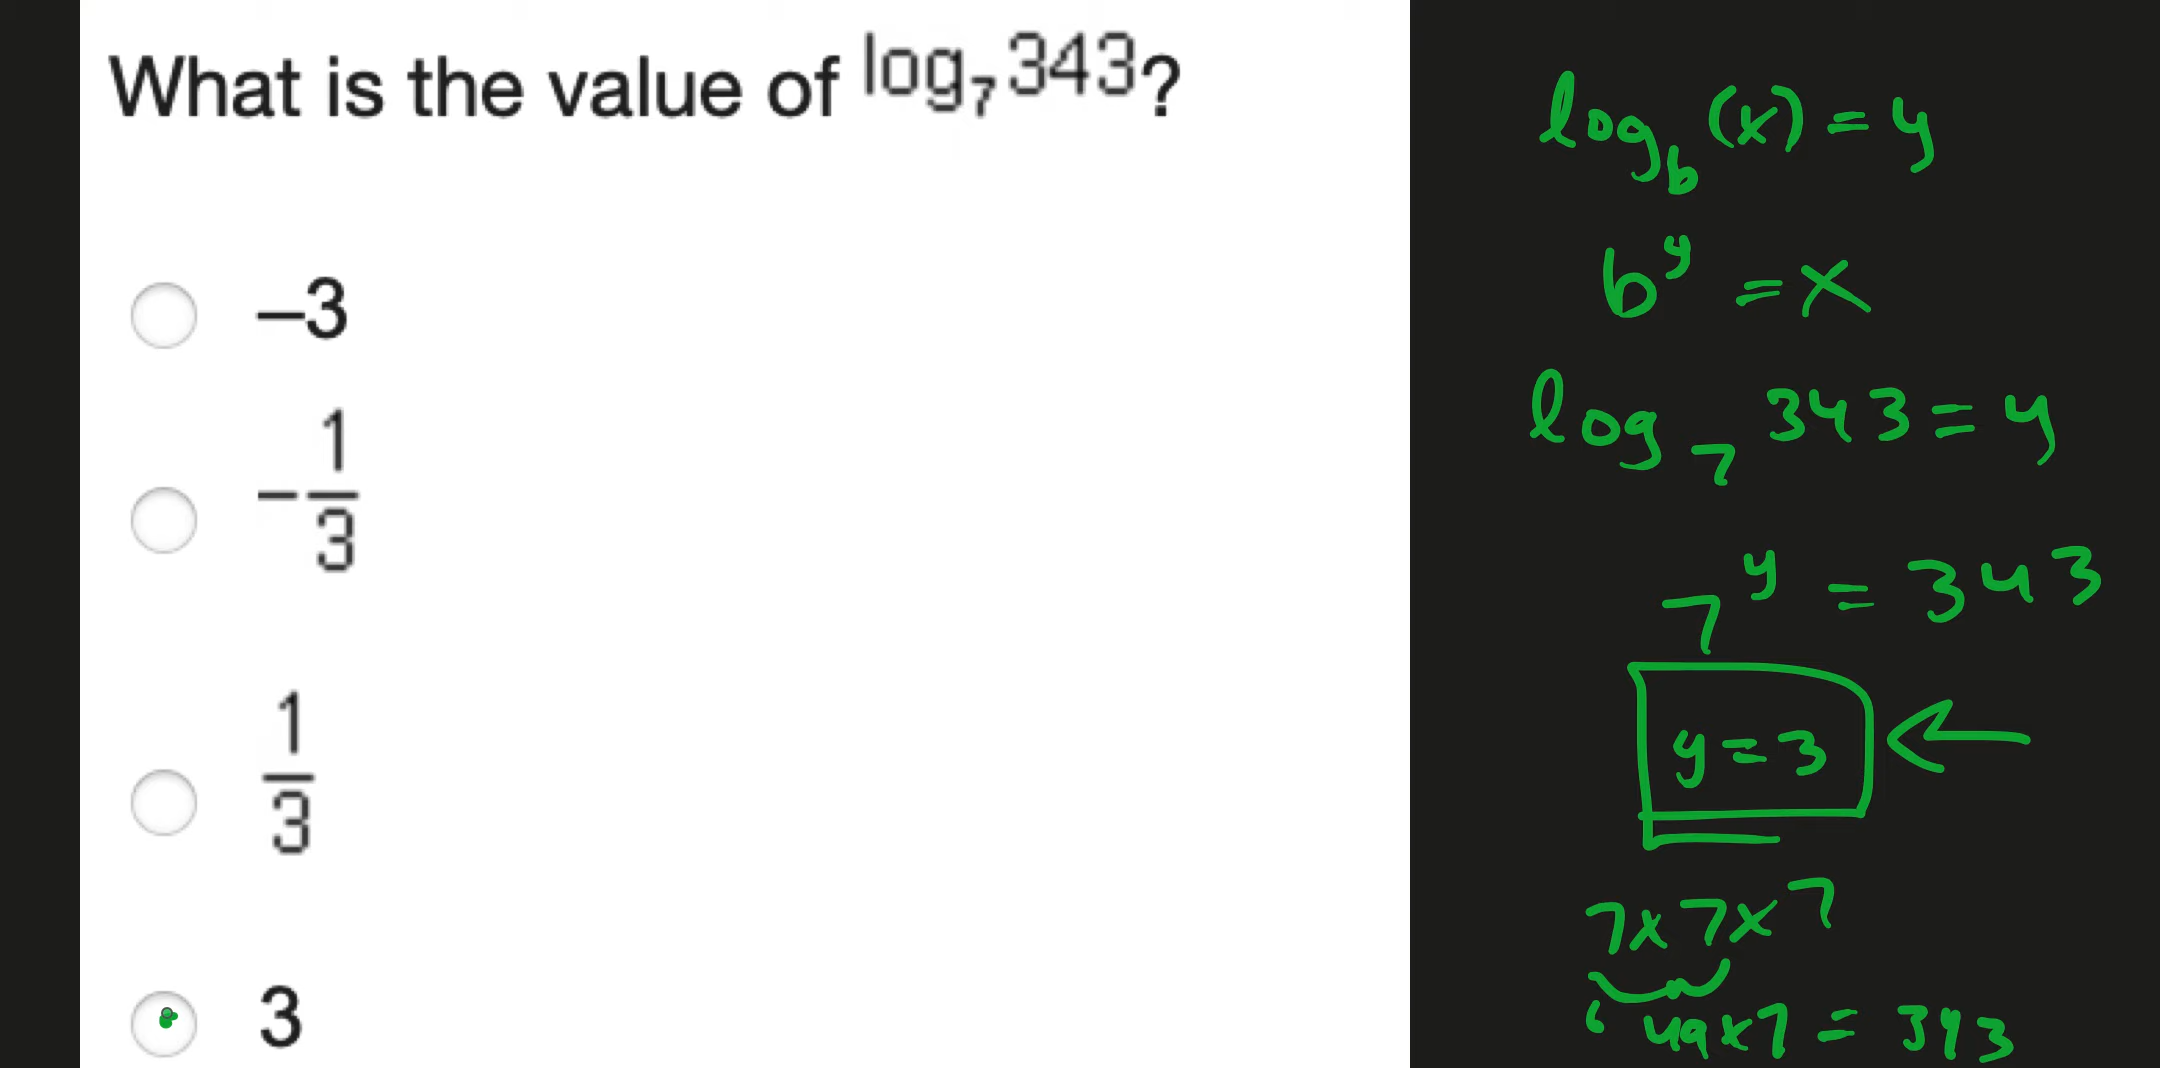 What is the value of log₇343?
–3
-1/3
1/3
3
log_b (x) = y
b^y = x
log₇ 343 = y
7^y = 343
y = 3
7x7x7
49x7 = 343